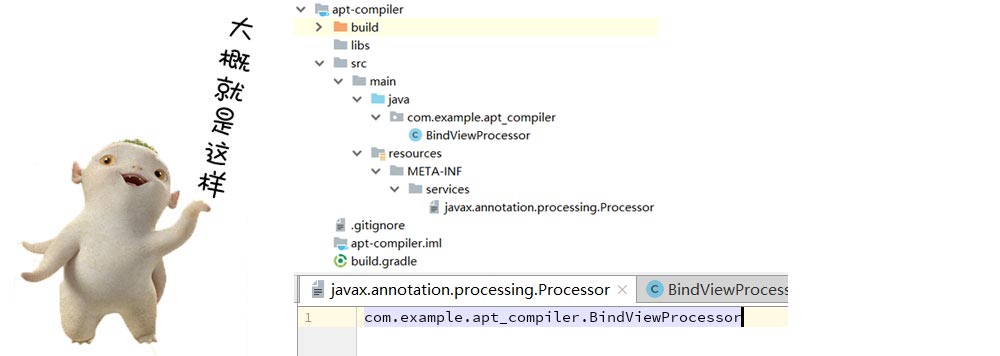 大概就是这样
apt-compiler
build
libs
src
main
java
com.example.apt_compiler
BindViewProcessor
resources
META-INF
services
javax.annotation.processing.Processor
.gitignore
apt-compiler.iml
build.gradle
javax.annotation.processing.Processor BindViewProcess
1 com.example.apt_compiler.BindViewProcessor